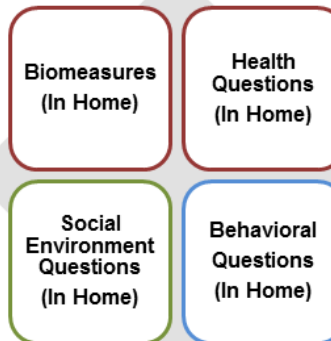 Biomeasures
(In Home)
Health
Questions
(In Home)
Social
Environment
Questions
(In Home)
Behavioral
Questions
(In Home)